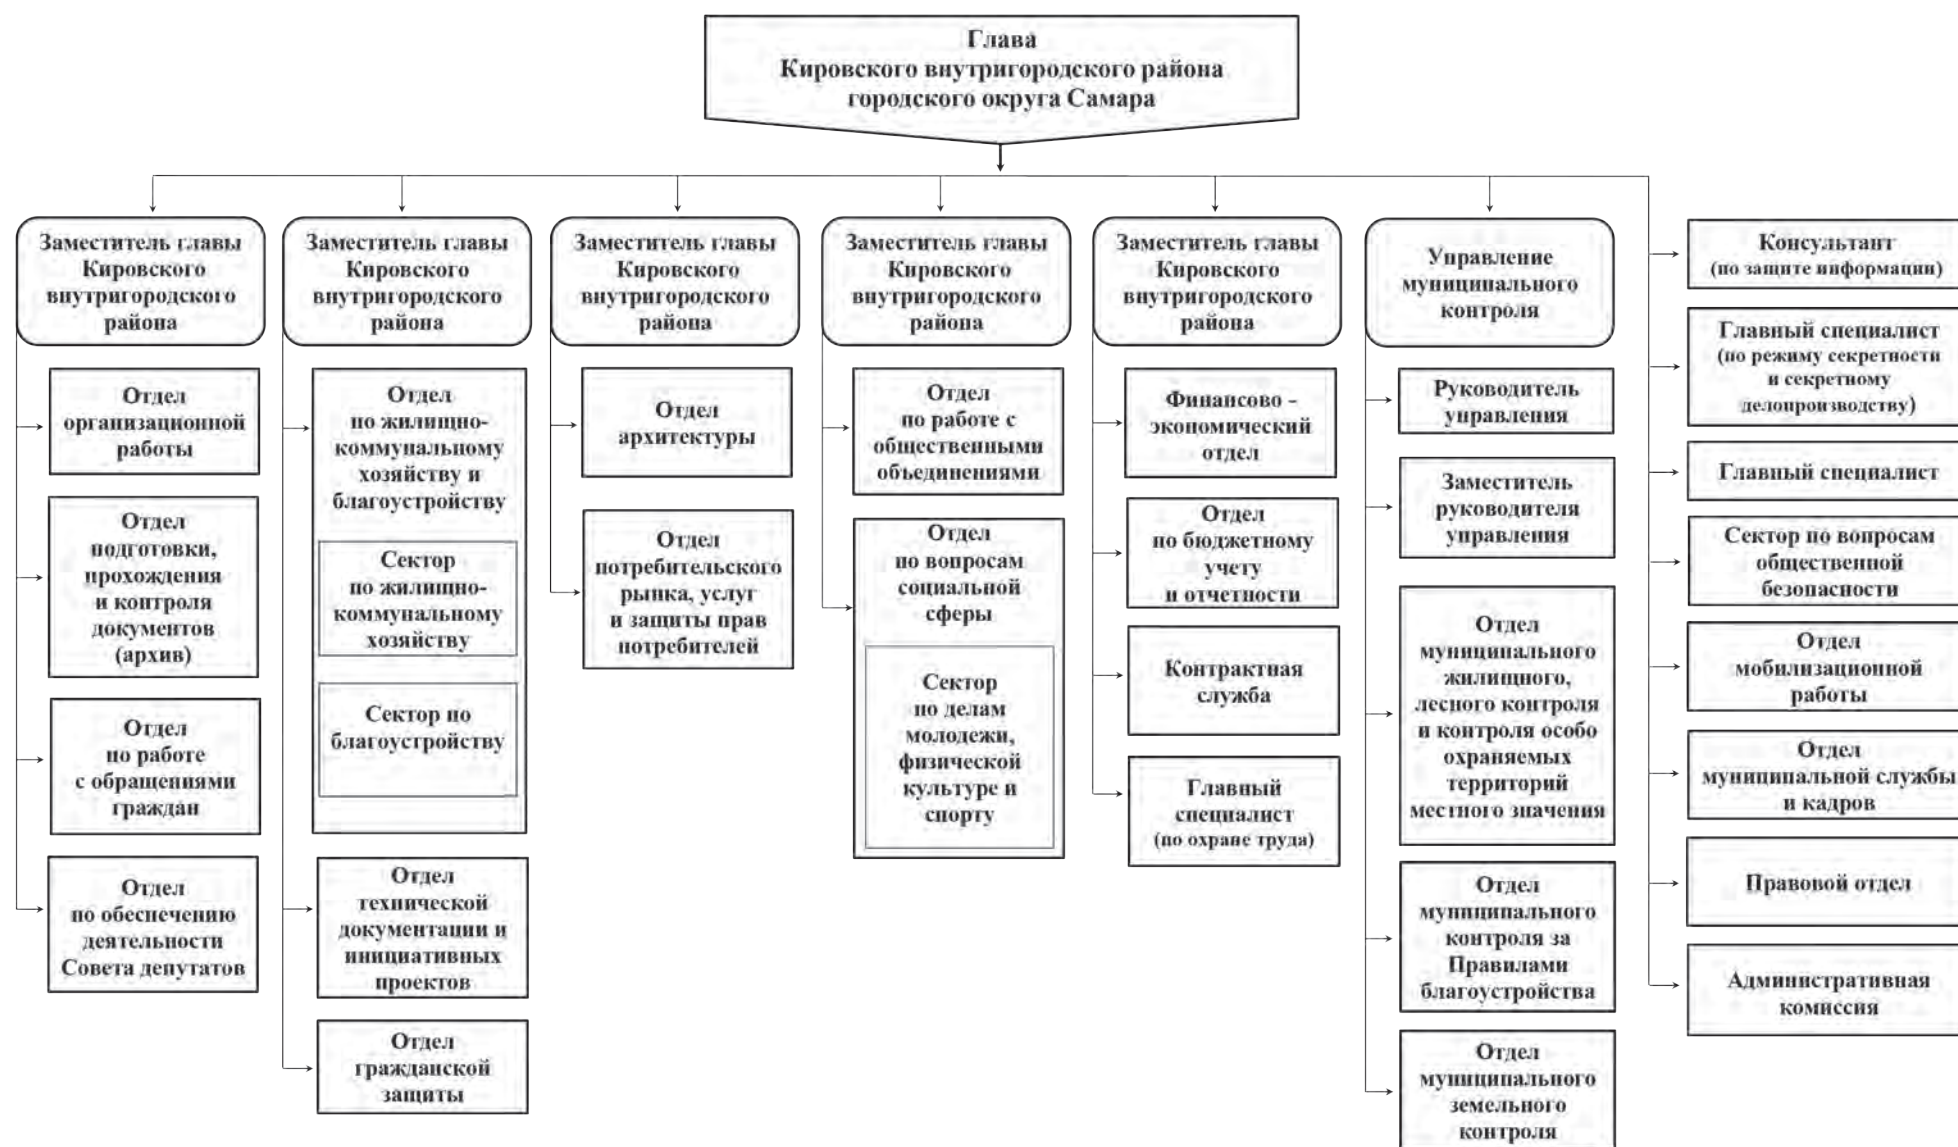 Глава
Кировского внутригородского района
городского округа Самара
Заместитель главы
Кировского
внутригородского
района
Отдел
организационной
работы
Отдел
подготовки,
прохождения
и контроля
документов
(архив)
Отдел
по работе
с обращениями
граждан
Отдел
по обеспечению
деятельности
Совета депутатов
Заместитель главы
Кировского
внутригородского
района
Отдел
по жилищно-
коммунальному
хозяйству и
благоустройству
Сектор
по жилищно-
коммунальному
хозяйству
Сектор по
благоустройству
Отдел
технической
документации и
инициативных
проектов
Отдел
гражданской
защиты
Заместитель главы
Кировского
внутригородского
района
Отдел
архитектуры
Отдел
потребительского
рынка, услуг
и защиты прав
потребителей
Заместитель главы
Кировского
внутригородского
района
Отдел
по работе с
общественными
объединениями
Отдел
по вопросам
социальной
сферы
Сектор
по делам
молодежи,
физической
культуре и
спорту
Заместитель главы
Кировского
внутригородского
района
Финансово -
экономический
отдел
Отдел
по бюджетному
учету
и отчетности
Контрактная
служба
Главный
специалист
(по охране труда)
Управление
муниципального
контроля
Руководитель
управления
Заместитель
руководителя
управления
Отдел
муниципального
жилищного,
лесного контроля
и контроля особо
охраняемых
территорий
местного значения
Отдел
муниципального
контроля за
Правилами
благоустройства
Отдел
муниципального
земельного
контроля
Консультант
(по защите информации)
Главный специалист
(по режиму секретности
и секретному
делопроизводству)
Главный специалист
Сектор по вопросам
общественной
безопасности
Отдел
мобилизационной
работы
Отдел
муниципальной службы
и кадров
Правовой отдел
Административная
комиссия